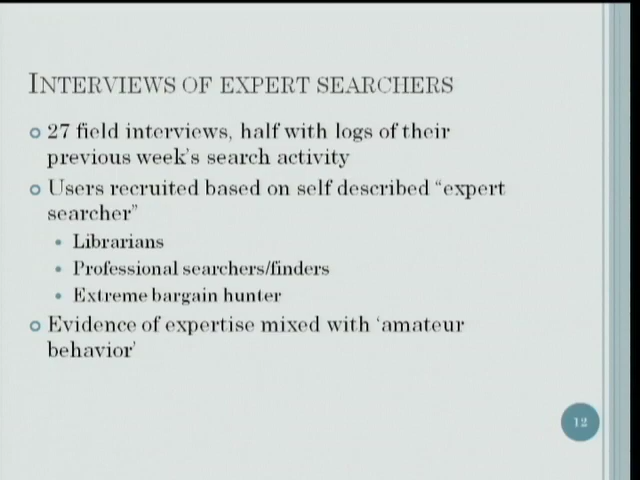 INTERVIEWS OF EXPERT SEARCHERS
27 field interviews, half with logs of their
previous week's search activity
Users recruited based on self described “expert
searcher”
Librarians
Professional searchers/finders
Extreme bargain hunter
Evidence of expertise mixed with ‘amateur
behavior’
12